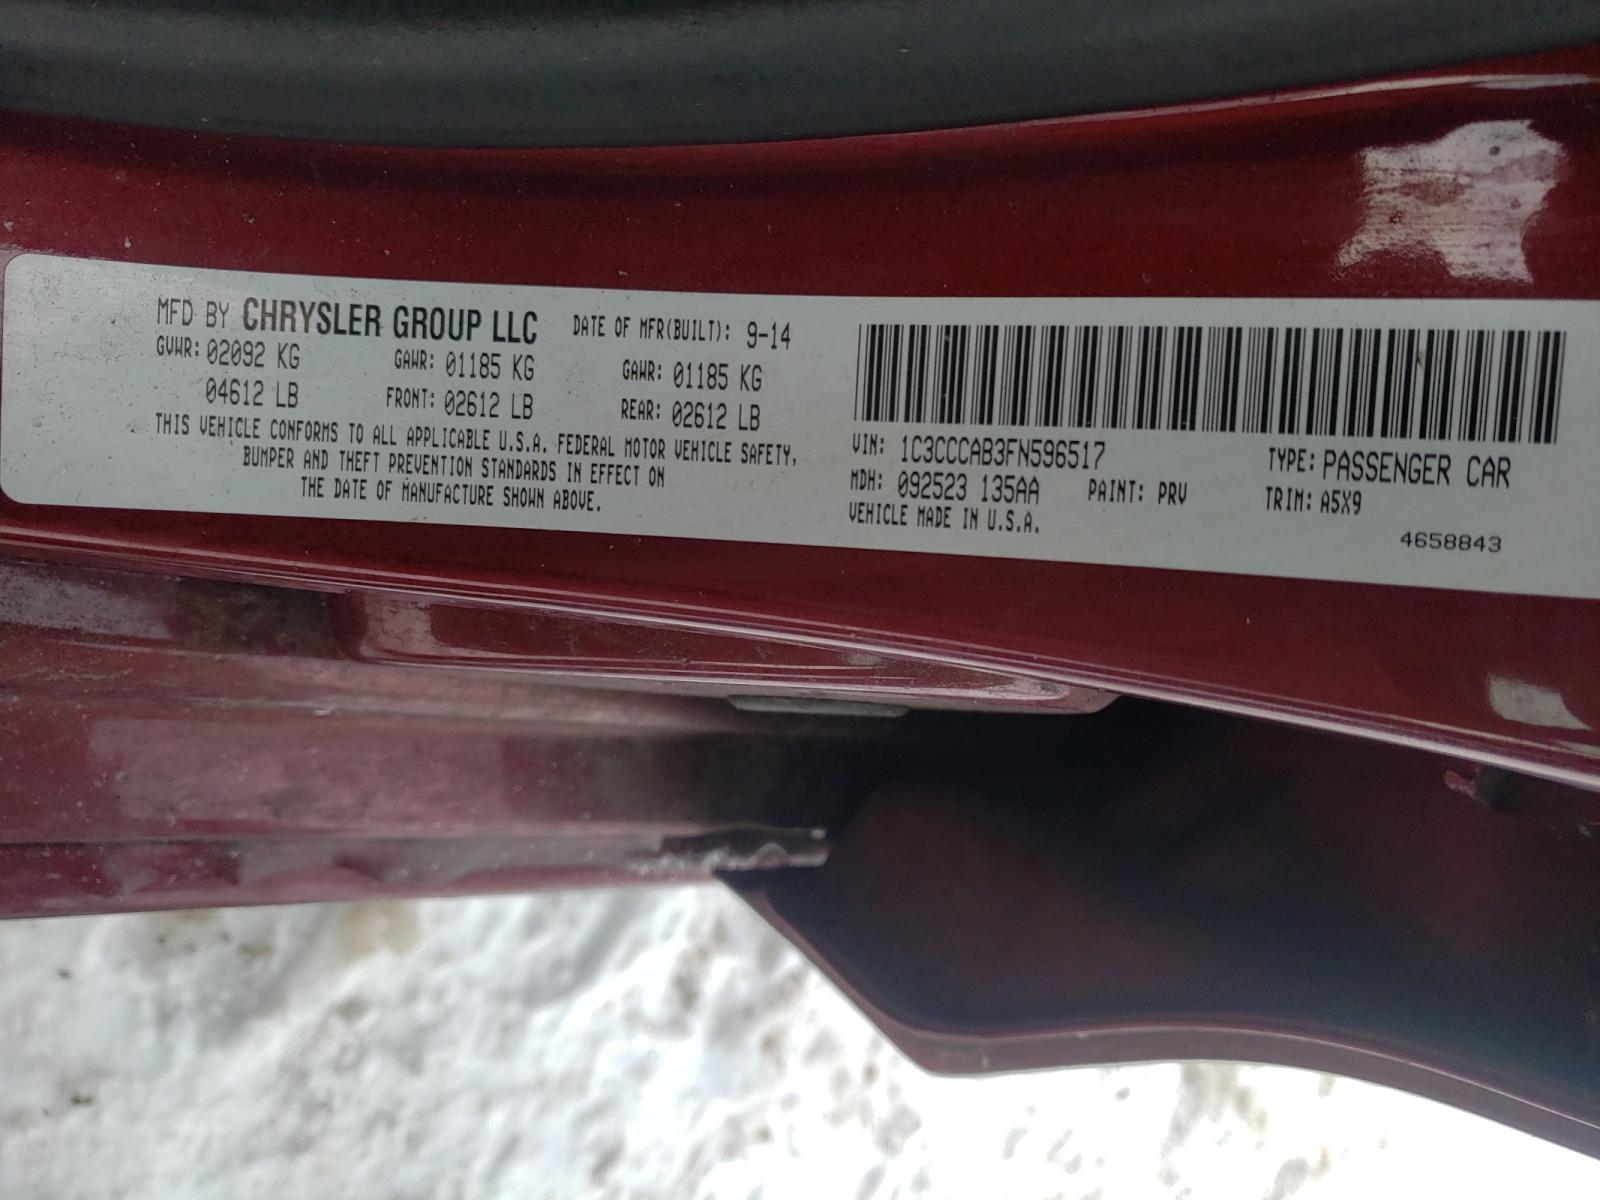 MFD BY CHRYSLER GROUP LLC DATE OF MFR(BUILT): 9-14
GVWR: 02092 KG GAWR: 01185 KG GAWR: 01185 KG
04612 LB FRONT: 02612 LB REAR: 02612 LB
THIS VEHICLE CONFORMS TO ALL APPLICABLE U.S.A. FEDERAL MOTOR VEHICLE SAFETY,
BUMPER AND THEFT PREVENTION STANDARDS IN EFFECT ON
THE DATE OF MANUFACTURE SHOWN ABOVE.
VIN: 1C3CCCAB3FN596517 TYPE: PASSENGER CAR
MDH: 092523 135AA PAINT: PRV TRIM: A5X9
VEHICLE MADE IN U.S.A.
4658843